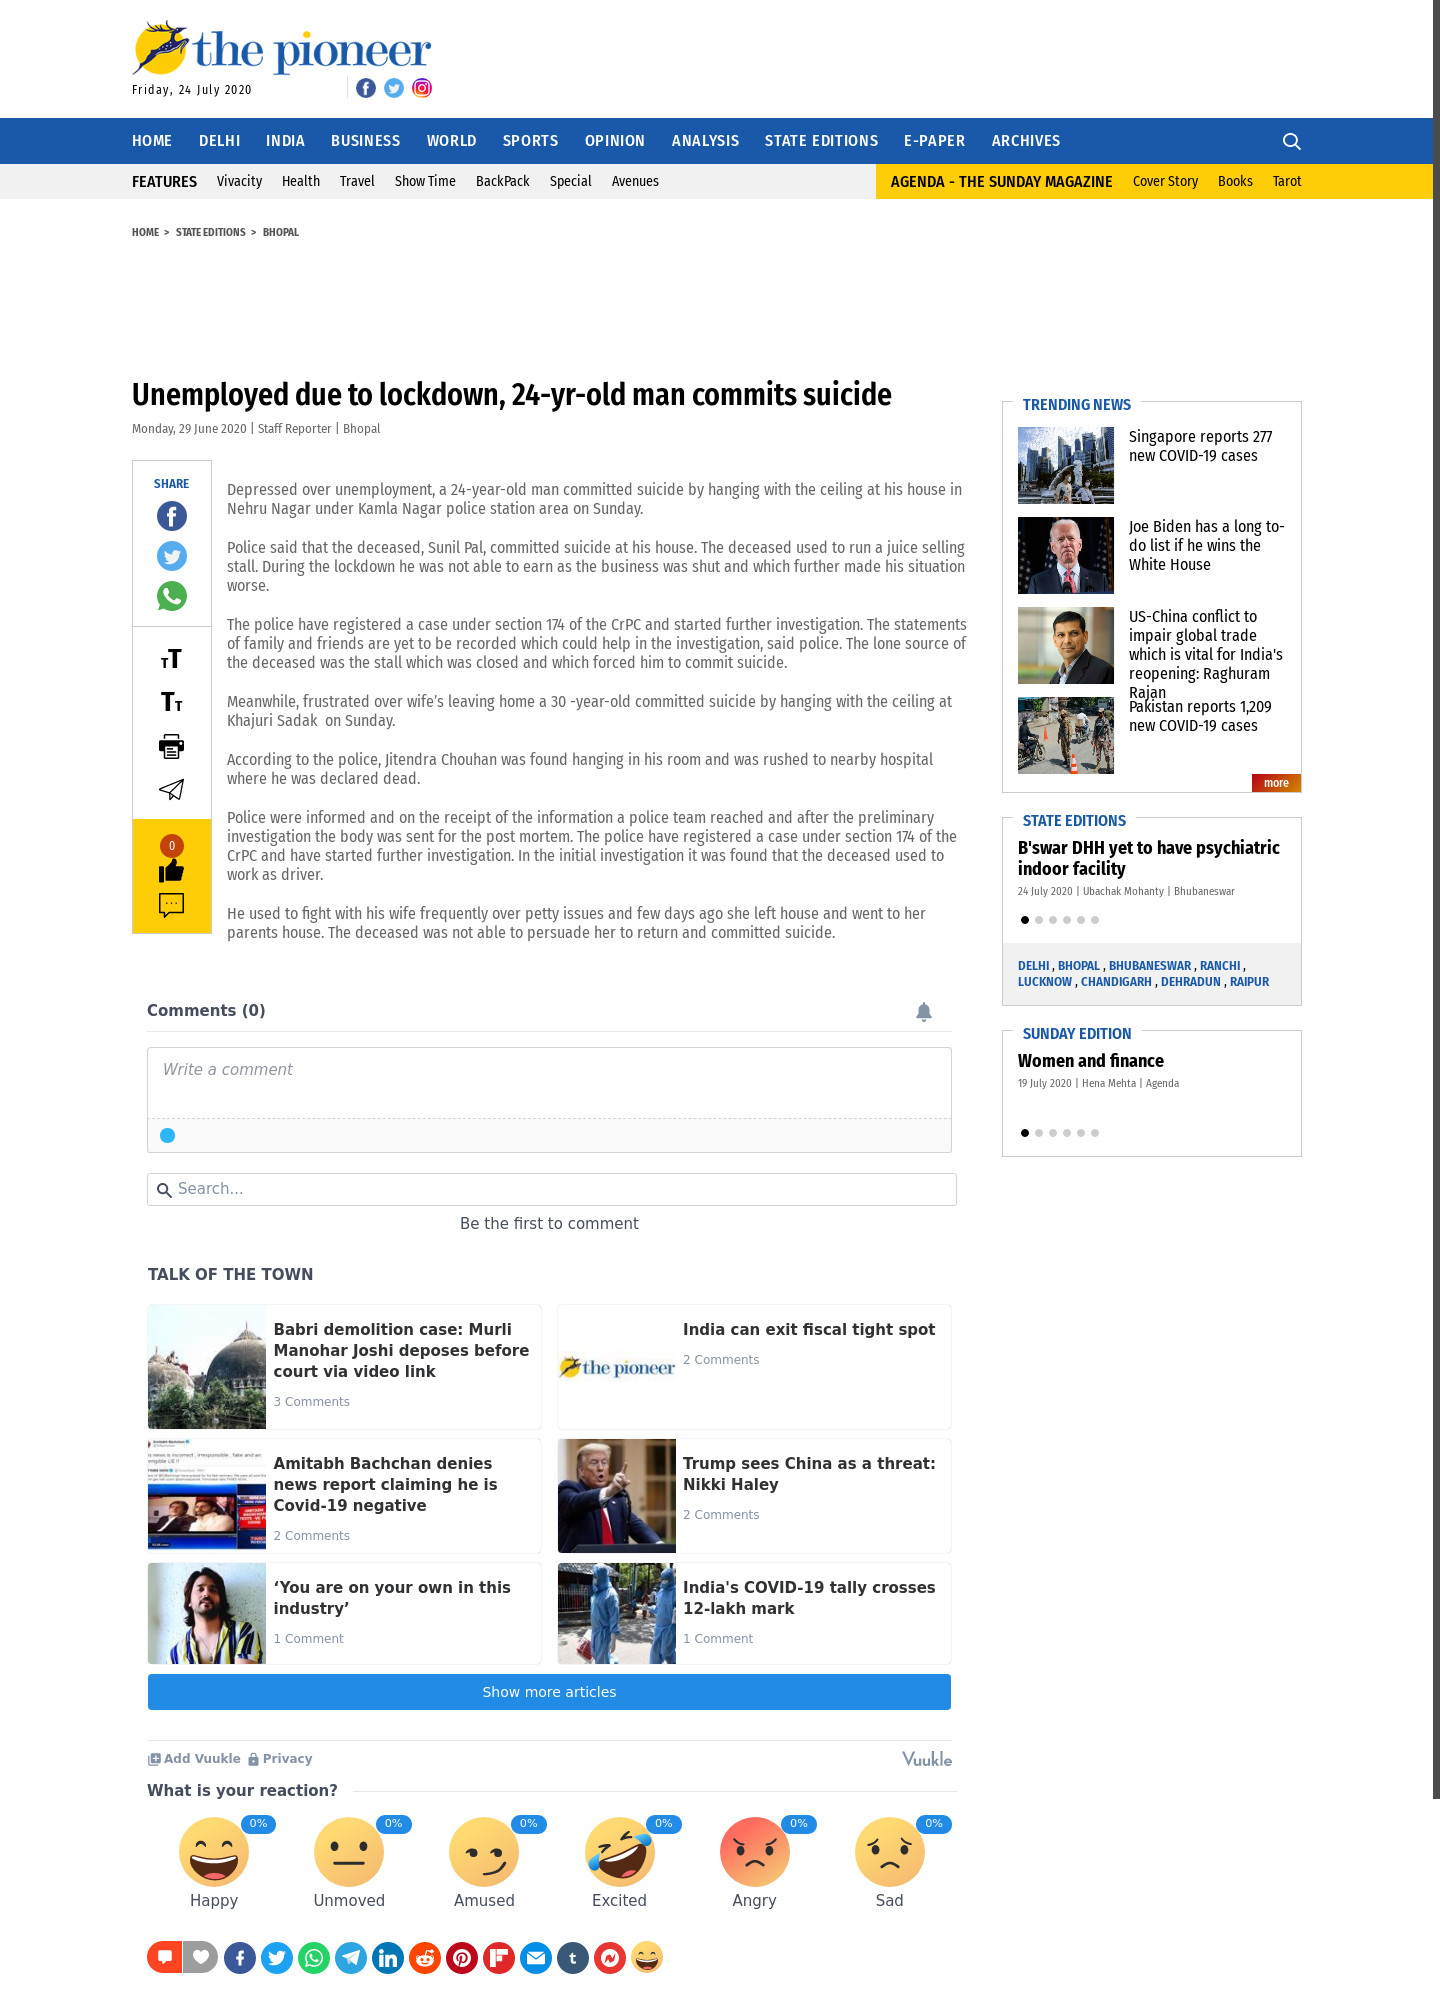 the pioneer
Friday, 24 July 2020
HOME DELHI INDIA BUSINESS WORLD SPORTS OPINION ANALYSIS STATE EDITIONS E-PAPER ARCHIVES
FEATURES Vivacity Health Travel Show Time BackPack Special Avenues
AGENDA - THE SUNDAY MAGAZINE Cover Story Books Tarot
HOME > STATE EDITIONS > BHOPAL
Unemployed due to lockdown, 24-yr-old man commits suicide
Monday, 29 June 2020 | Staff Reporter | Bhopal
SHARE
TT
TT
0
Depressed over unemployment, a 24-year-old man committed suicide by hanging with the ceiling at his house in
Nehru Nagar under Kamla Nagar police station area on Sunday.
Police said that the deceased, Sunil Pal, committed suicide at his house. The deceased used to run a juice selling
stall. During the lockdown he was not able to earn as the business was shut and which further made his situation
worse.
The police have registered a case under section 174 of the CrPC and started further investigation. The statements
of family and friends are yet to be recorded which could help in the investigation, said police. The lone source of
the deceased was the stall which was closed and which forced him to commit suicide.
Meanwhile, frustrated over wife’s leaving home a 30 -year-old committed suicide by hanging with the ceiling at
Khajuri Sadak  on Sunday.
According to the police, Jitendra Chouhan was found hanging in his room and was rushed to nearby hospital
where he was declared dead.
Police were informed and on the receipt of the information a police team reached and after the preliminary
investigation the body was sent for the post mortem. The police have registered a case under section 174 of the
CrPC and have started further investigation. In the initial investigation it was found that the deceased used to
work as driver.
He used to fight with his wife frequently over petty issues and few days ago she left house and went to her
parents house. The deceased was not able to persuade her to return and committed suicide.
TRENDING NEWS
Singapore reports 277
new COVID-19 cases
Joe Biden has a long to-
do list if he wins the
White House
US-China conflict to
impair global trade
which is vital for India's
reopening: Raghuram
Rajan
Pakistan reports 1,209
new COVID-19 cases
more
STATE EDITIONS
B'swar DHH yet to have psychiatric
indoor facility
24 July 2020 | Ubachak Mohanty | Bhubaneswar
DELHI , BHOPAL , BHUBANESWAR , RANCHI ,
LUCKNOW , CHANDIGARH , DEHRADUN , RAIPUR
SUNDAY EDITION
Women and finance
19 July 2020 | Hena Mehta | Agenda
Comments (0)
Write a comment
Search...
Be the first to comment
TALK OF THE TOWN
Babri demolition case: Murli
Manohar Joshi deposes before
court via video link
3 Comments
the pioneer
India can exit fiscal tight spot
2 Comments
Amitabh Bachchan denies
news report claiming he is
Covid-19 negative
2 Comments
Trump sees China as a threat:
Nikki Haley
2 Comments
‘You are on your own in this
industry’
1 Comment
India's COVID-19 tally crosses
12-lakh mark
1 Comment
Show more articles
Add Vuukle Privacy
Vuukle
What is your reaction?
0% 0% 0% 0% 0% 0%
Happy Unmoved Amused Excited Angry Sad